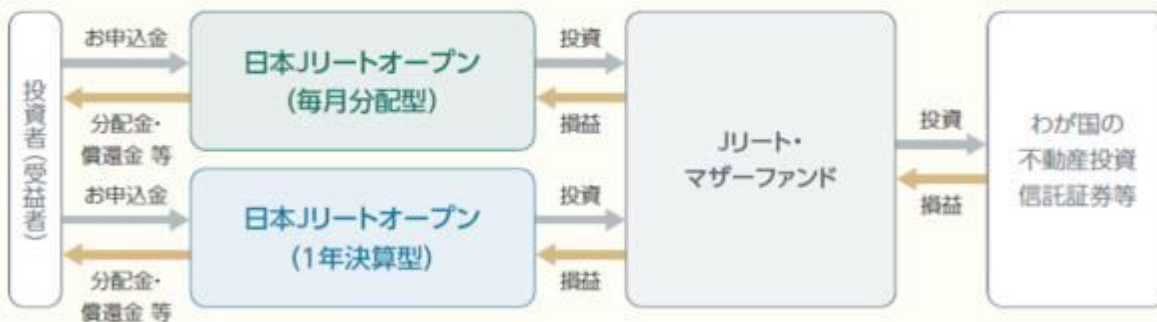 投資者(受益者)
お申込金
分配金・
償還金 等
日本Jリートオープン
(毎月分配型)
投資
損益
お申込金
分配金・
償還金 等
日本Jリートオープン
(1年決算型)
投資
損益
Jリート・
マザーファンド
投資
損益
わが国の
不動産投資
信託証券等